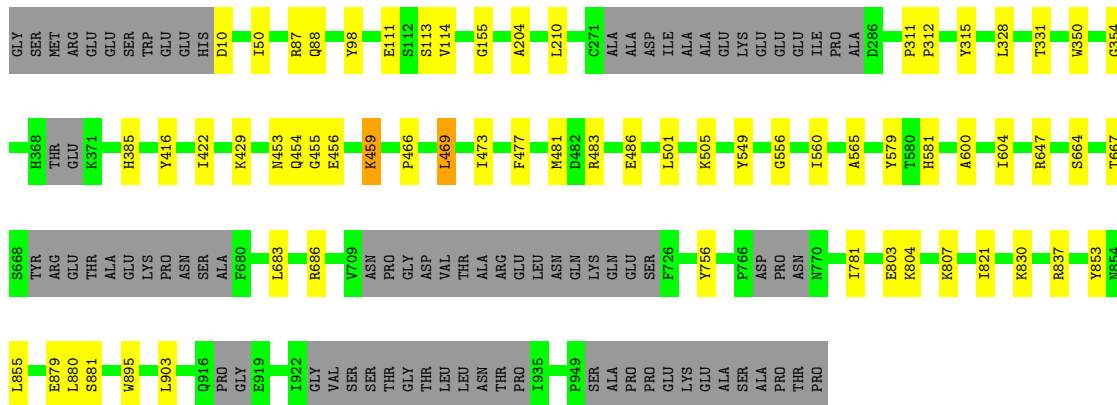 GLY SER MET ARG GLU GLU SER TRP GLU GLU HIS D10 I50 R87 Q88 Y98 E111 S112 S113 V114 G155 A204 L210 C271 ALA ALA ASP ILE ALA ALA GLU LYS GLU GLU GLU ILE PRO ALA D286 P311 P312 Y315 L328 T331 W350 G354
H368 THR GLU K371 H385 Y416 I422 K429 N453 Q454 G455 E456 K459 D466 L469 I473 F477 M481 D482 R483 E486 L501 K505 Y549 G556 I560 A565 Y579 T580 H581 A600 I604 R647 S664 T667
S668 TYR ARG GLU THR ALA GLU LYS PRO ASN SER ALA F680 L683 R686 V709 ASN PRO GLY ASP VAL THR ALA ARG GLU LEU ASN GLN LYS GLN GLU SER F726 Y756 P766 ASP PRO ASN N770 I781 E803 K804 K807 I821 K830 R837 Y853 N854
L855 E879 L880 S881 W895 L903 Q916 PRO GLY E919 I922 GLY VAL SER SER THR GLY THR LEU LEU ASN THR PRO I935 P949 SER ALA PRO PRO GLU LYS GLU ALA SER ALA PRO THR PRO